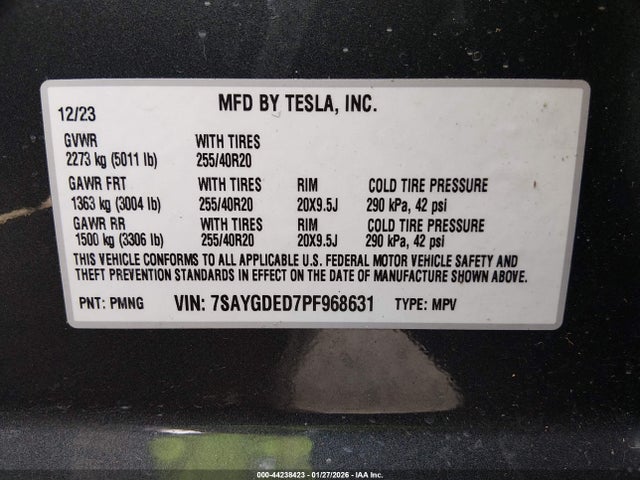 MFD BY TESLA, INC.
12/23
GVWR WITH TIRES
2273 kg (5011 lb) 255/40R20
GAWR FRT WITH TIRES RIM COLD TIRE PRESSURE
1363 kg (3004 lb) 255/40R20 20X9.5J 290 kPa, 42 psi
GAWR RR WITH TIRES RIM COLD TIRE PRESSURE
1500 kg (3306 lb) 255/40R20 20X9.5J 290 kPa, 42 psi
THIS VEHICLE CONFORMS TO ALL APPLICABLE U.S. FEDERAL MOTOR VEHICLE SAFETY AND
THEFT PREVENTION STANDARDS IN EFFECT ON THE DATE OF MANUFACTURE SHOWN ABOVE.
PNT: PMNG VIN: 7SAYGDED7PF968631 TYPE: MPV
000-44238423 | 01/27/2026 - IAA Inc.